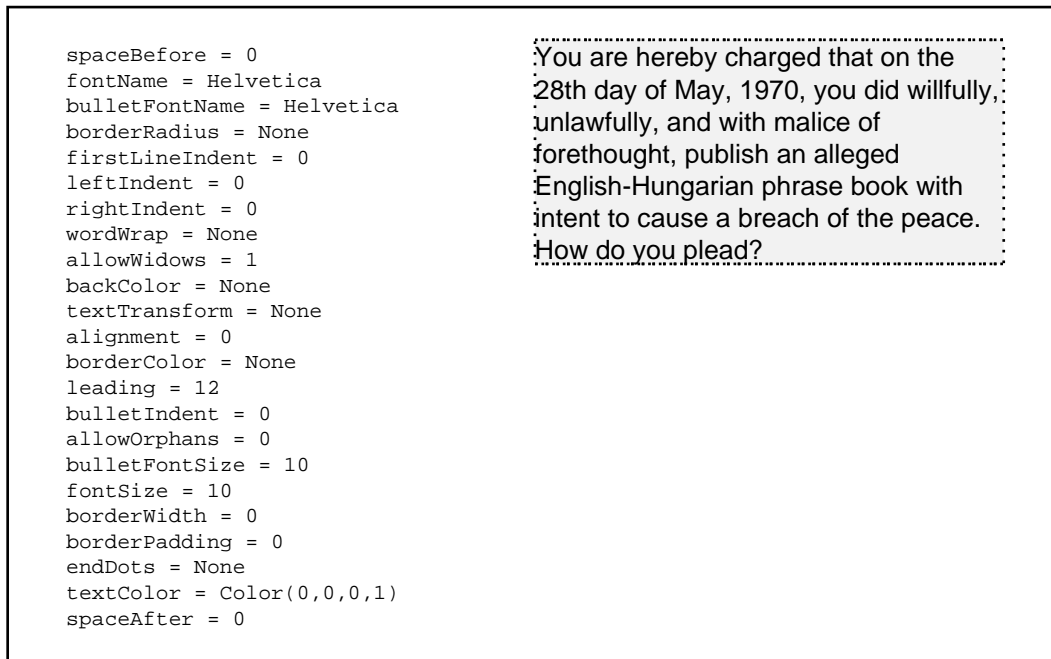 spaceBefore = 0
fontName = Helvetica
bulletFontName = Helvetica
borderRadius = None
firstLineIndent = 0
leftIndent = 0
rightIndent = 0
wordWrap = None
allowWidows = 1
backColor = None
textTransform = None
alignment = 0
borderColor = None
leading = 12
bulletIndent = 0
allowOrphans = 0
bulletFontSize = 10
fontSize = 10
borderWidth = 0
borderPadding = 0
endDots = None
textColor = Color(0,0,0,1)
spaceAfter = 0
You are hereby charged that on the
28th day of May, 1970, you did willfully,
unlawfully, and with malice of
forethought, publish an alleged
English-Hungarian phrase book with
intent to cause a breach of the peace.
How do you plead?